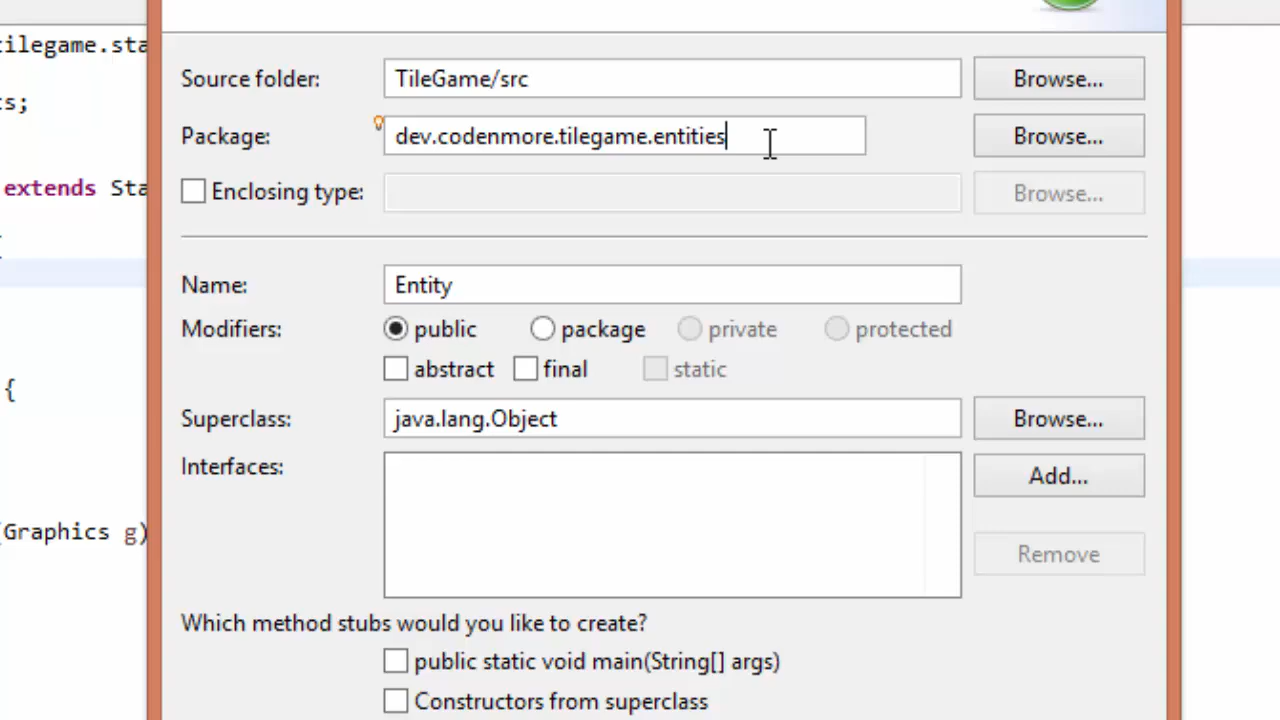 tilegame.sta
Source folder: TileGame/src Browse...
ts;
Package: dev.codenmore.tilegame.entities Browse...
extends Sta
Enclosing type: Browse...
{
Name: Entity
Modifiers: public package private protected
abstract final static
{
Superclass: java.lang.Object Browse...
Interfaces: Add...
(Graphics g)
Remove
Which method stubs would you like to create?
public static void main(String[] args)
Constructors from superclass